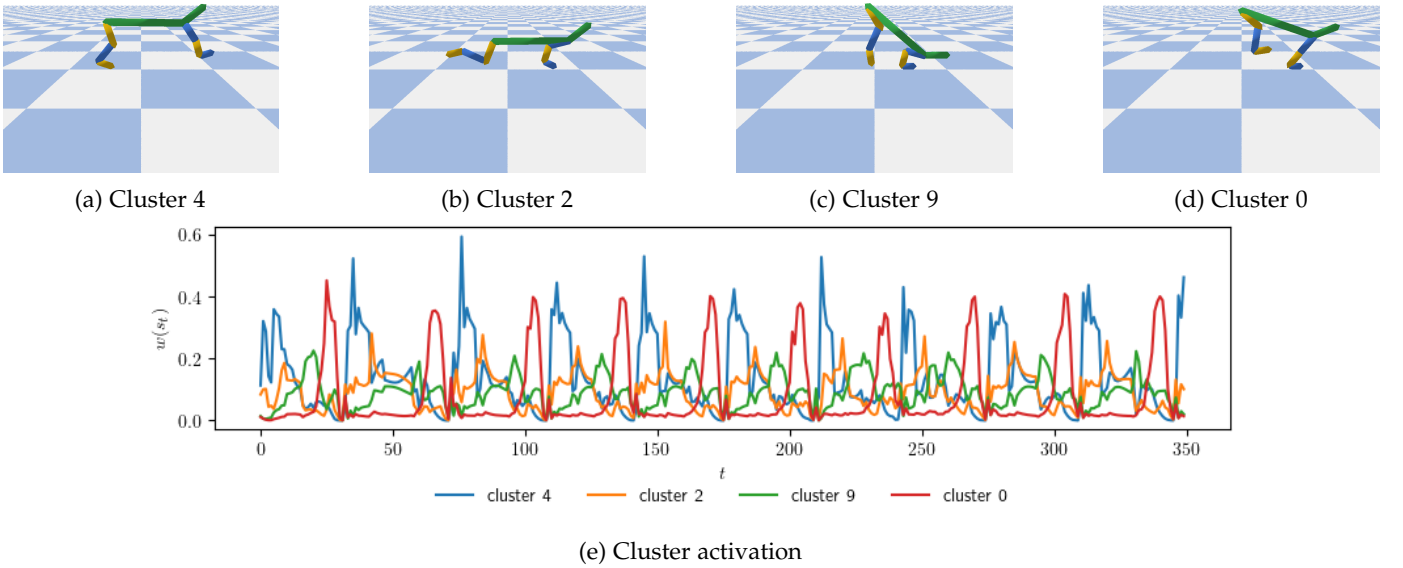 (a) Cluster 4
(b) Cluster 2
(c) Cluster 9
(d) Cluster 0
0.6
0.4
0.2
0.0
w(s_t)
0 50 100 150 200 250 300 350
t
cluster 4 cluster 2 cluster 9 cluster 0
(e) Cluster activation